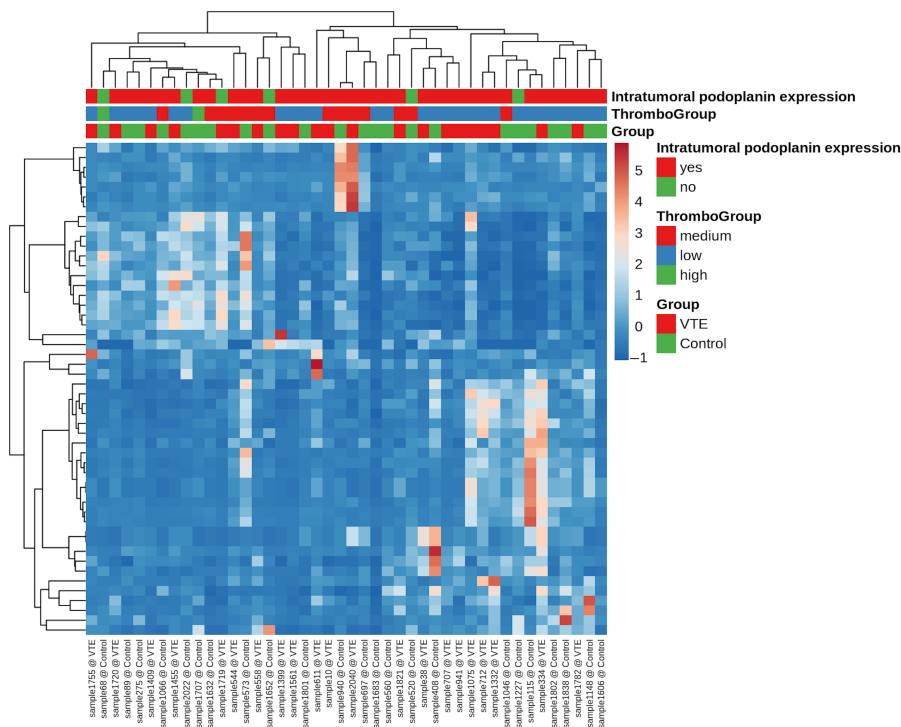 Intratumoral podoplanin expression
ThromboGroup
Group
5
4
3
2
1
0
−1
Intratumoral podoplanin expression
yes
no
ThromboGroup
medium
low
high
Group
VTE
Control
sample1755 @ VTE
sample68 @ Control
sample1720 @ VTE
sample89 @ Control
sample275 @ Control
sample1409 @ VTE
sample1066 @ Control
sample1455 @ VTE
sample2022 @ Control
sample1707 @ Control
sample1632 @ Control
sample1719 @ VTE
sample544 @ VTE
sample573 @ Control
sample558 @ VTE
sample1652 @ Control
sample1399 @ VTE
sample1561 @ VTE
sample1801 @ Control
sample611 @ VTE
sample10 @ VTE
sample940 @ Control
sample2040 @ VTE
sample697 @ Control
sample1683 @ Control
sample560 @ Control
sample1821 @ VTE
sample520 @ Control
sample38 @ VTE
sample408 @ Control
sample707 @ VTE
sample941 @ VTE
sample1075 @ VTE
sample712 @ VTE
sample1332 @ VTE
sample1046 @ Control
sample1227 @ Control
sample115 @ Control
sample334 @ VTE
sample1822 @ Control
sample1838 @ Control
sample1782 @ VTE
sample1148 @ Control
sample1606 @ Control